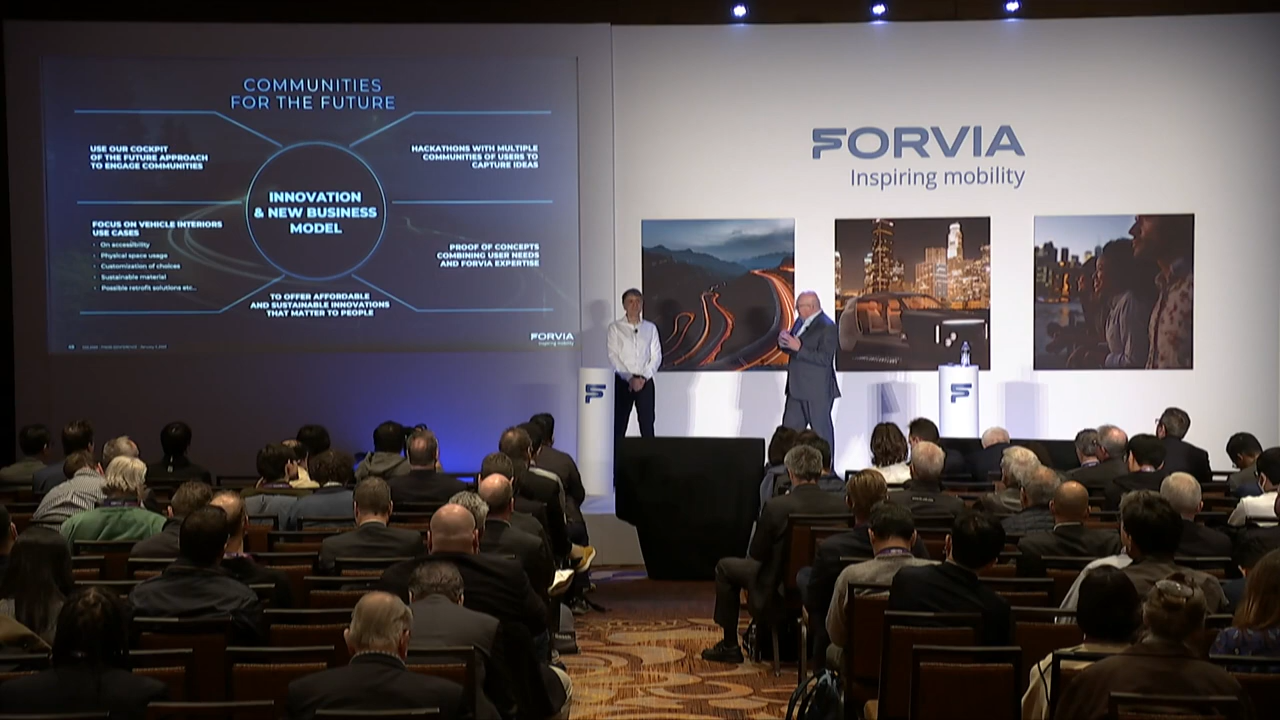 COMMUNITIES
FOR THE FUTURE
USE OUR COCKPIT
OF THE FUTURE APPROACH
TO ENGAGE COMMUNITIES
HACKATHONS WITH MULTIPLE
COMMUNITIES OF USERS TO
CAPTURE IDEAS
INNOVATION
& NEW BUSINESS
MODEL
FOCUS ON VEHICLE INTERIORS
USE CASES
• On accessibility
• Physical space usage
• Customization of choices
• Sustainable material
• Possible retrofit solutions etc...
PROOF OF CONCEPTS
COMBINING USER NEEDS
AND FORVIA EXPERTISE
TO OFFER AFFORDABLE
AND SUSTAINABLE INNOVATIONS
THAT MATTER TO PEOPLE
FORVIA
Inspiring mobility
FORVIA
Inspiring mobility